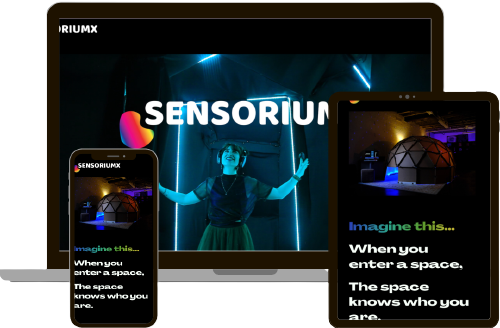 ORIUMX
SENSORIUM
SENSORIUMX
Imagine this...
When you
enter a space,
The space
knows who you
are.
Imagine this...
When you
enter a space,
The space
knows who you
are.